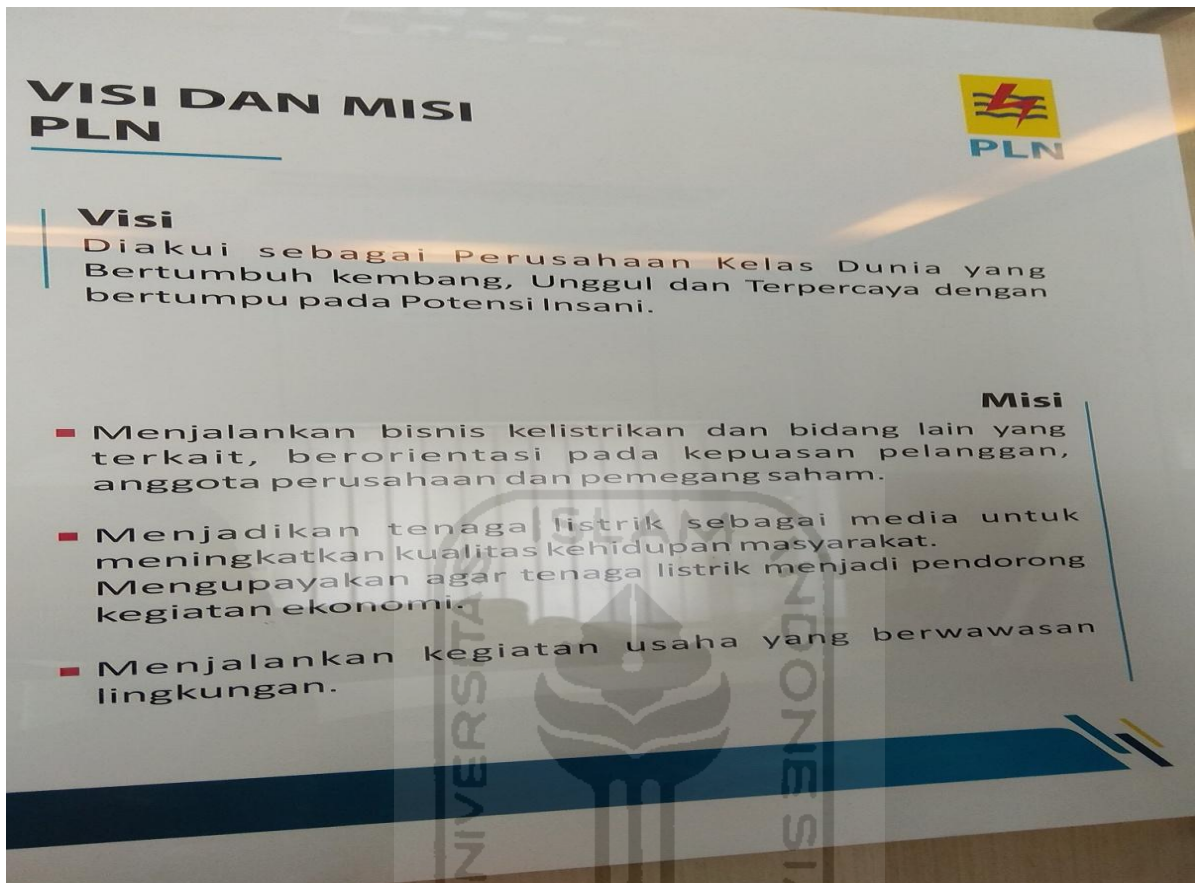 VISI DAN MISI
PLN
PLN
Visi
Diakui sebagai Perusahaan Kelas Dunia yang
Bertumbuh kembang, Unggul dan Terpercaya dengan
bertumpu pada Potensi Insani.
Misi
Menjalankan bisnis kelistrikan dan bidang lain yang
terkait, berorientasi pada kepuasan pelanggan,
anggota perusahaan dan pemegang saham.
Menjadikan tenaga listrik sebagai media untuk
meningkatkan kualitas kehidupan masyarakat.
Mengupayakan agar tenaga listrik menjadi pendorong
kegiatan ekonomi.
Menjalankan kegiatan usaha yang berwawasan
lingkungan.
UNIVERSITAS
ISLAM
INDONESI